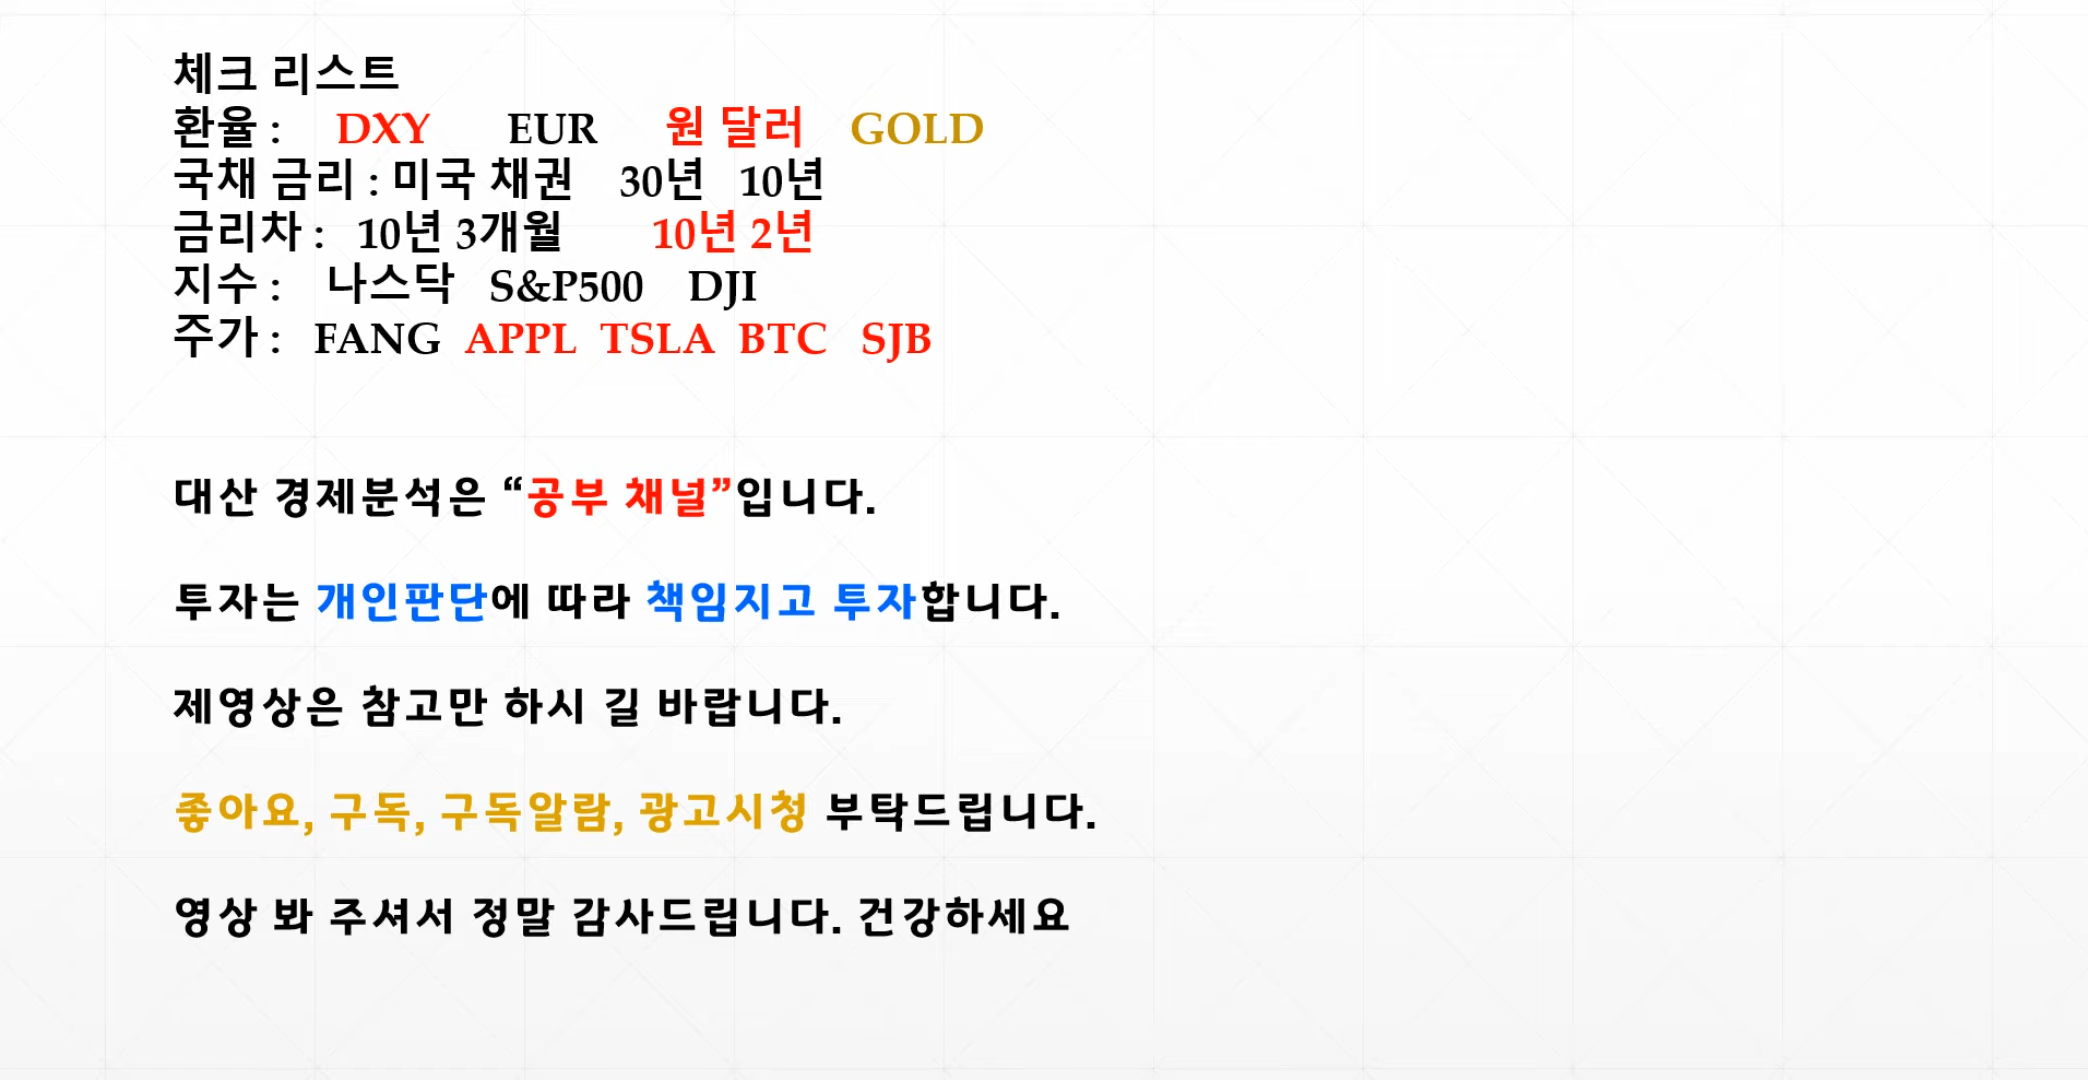 체크 리스트
환율 : DXY EUR 원 달러 GOLD
국채 금리 : 미국 채권 30년 10년
금리차 : 10년 3개월 10년 2년
지수 : 나스닥 S&P500 DJI
주가 : FANG APPL TSLA BTC SJB
대산 경제분석은 “공부 채널”입니다.
투자는 개인판단에 따라 책임지고 투자합니다.
제영상은 참고만 하시 길 바랍니다.
좋아요, 구독, 구독알람, 광고시청 부탁드립니다.
영상 봐 주셔서 정말 감사드립니다. 건강하세요